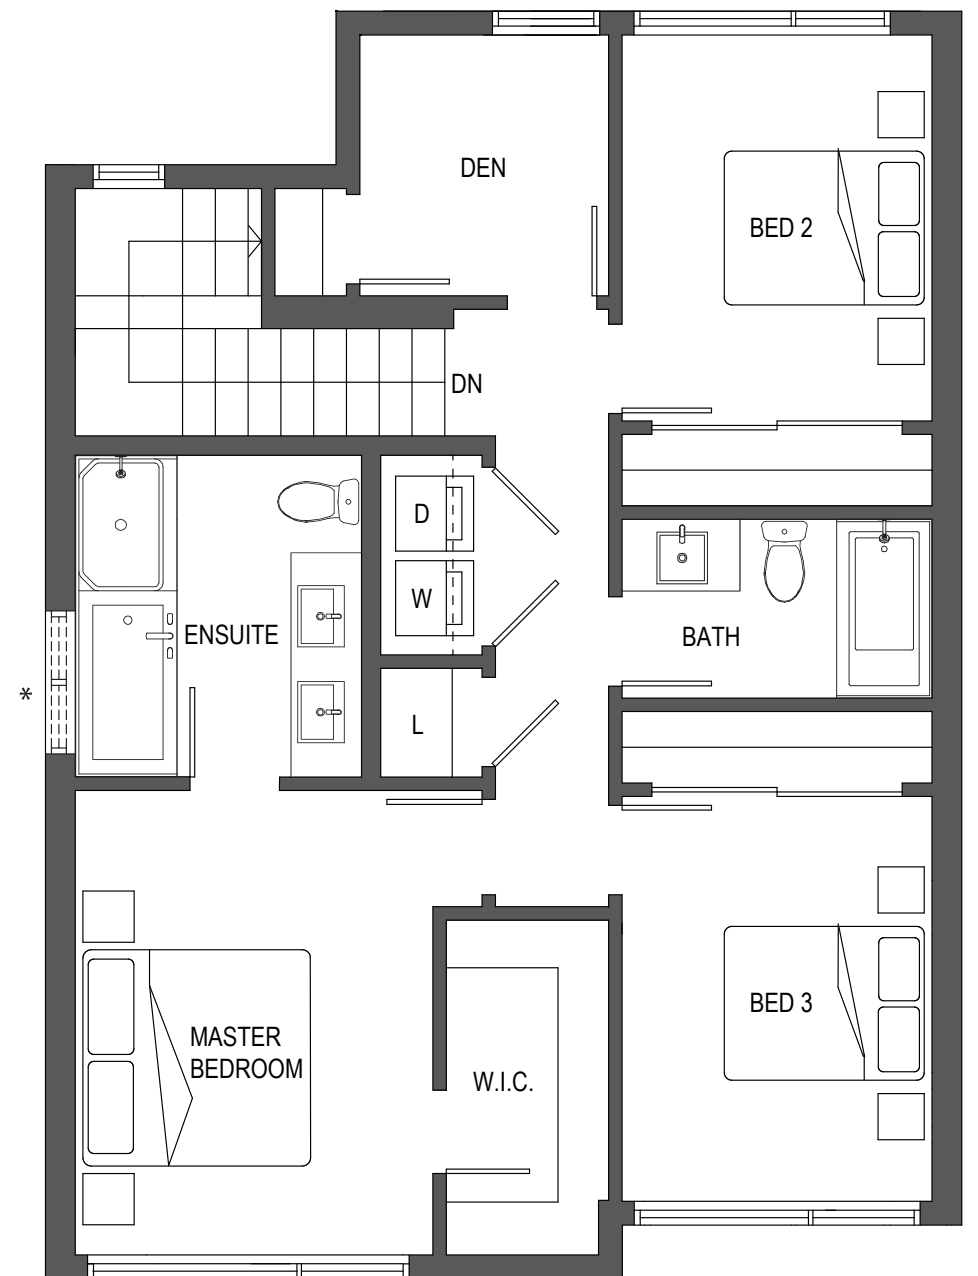 DEN
BED 2
DN
D
W
ENSUITE
BATH
*
L
MASTER
BEDROOM
W.I.C.
BED 3